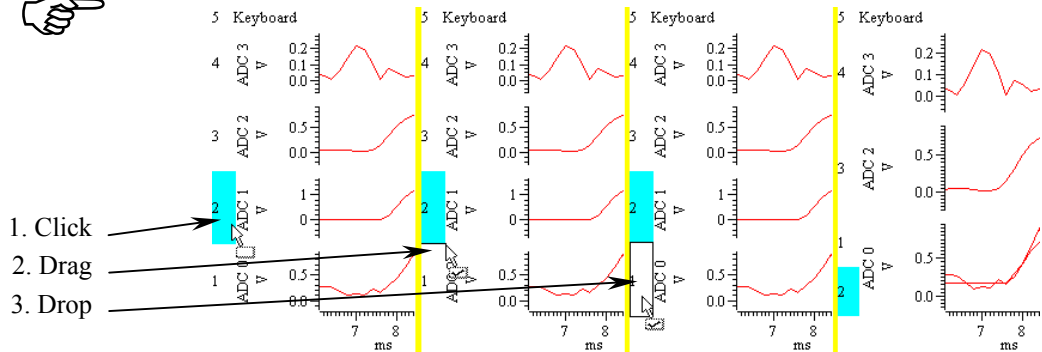 5 Keyboard 5 Keyboard 5 Keyboard 5 Keyboard
4 ADC 3 V 0.2 0.1 0.0 4 ADC 3 V 0.2 0.1 0.0 4 ADC 3 V 0.2 0.1 0.0 4 ADC 3 V 0.2 0.1 0.0
3 ADC 2 V 0.5 0.0 3 ADC 2 V 0.5 0.0 3 ADC 2 V 0.5 0.0 3 ADC 2 V 0.5 0.0
2 ADC 1 V 1 0 2 ADC 1 V 1 0 2 ADC 1 V 1 0
1. Click
2. Drag
3. Drop
1 ADC 0 0.5 0.0 1 0.5 0.0 1 ADC 0 V 0.5 0.0 1 2 ADC 0 V 0.5 0.0
7 8 7 8 7 8 7 8
ms ms ms ms